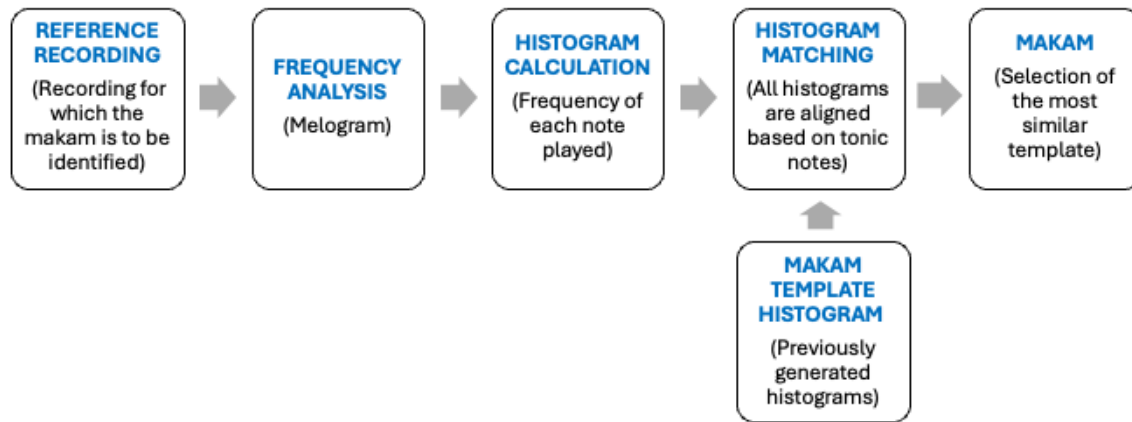 REFERENCE
RECORDING
(Recording for
which the
makam is to be
identified)
FREQUENCY
ANALYSIS
(Melogram)
HISTOGRAM
CALCULATION
(Frequency of
each note
played)
HISTOGRAM
MATCHING
(All histograms
are aligned
based on tonic
notes)
MAKAM
(Selection of
the most
similar
template)
MAKAM
TEMPLATE
HISTOGRAM
(Previously
generated
histograms)